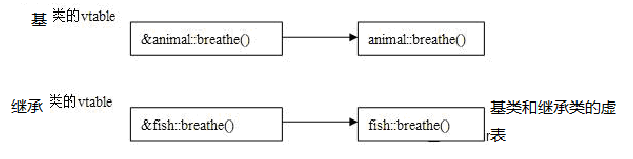 基 类的vtable
&animal::breathe()
animal::breathe()
继承 类的vtable
&fish::breathe()
fish::breathe()
基类和继承类的虚
r表